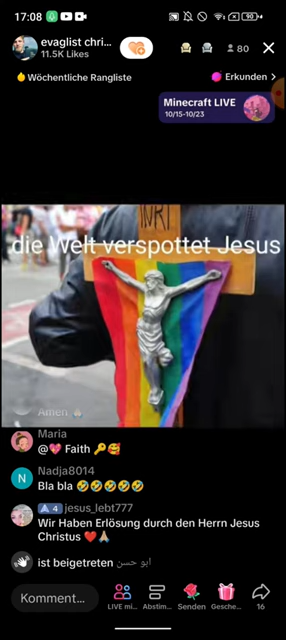 17:08
90
evaglist chri...
11.5K Likes
80
Wöchentliche Rangliste
Erkunden >
Minecraft LIVE
10/15-10/23
INRI
die Welt verspottet Jesus
Amen 🙏🏻
Maria
@💖 Faith 🔑🥰
N
Nadja8014
Bla bla 🤣🤣🤣🤣🤣
4 jesus_lebt777
Wir Haben Erlösung durch den Herrn Jesus
Christus ❤️🙏
ist beigetreten ابو حسن
Komment...
LIVE mi...
Abstim...
Senden
Gesche...
16